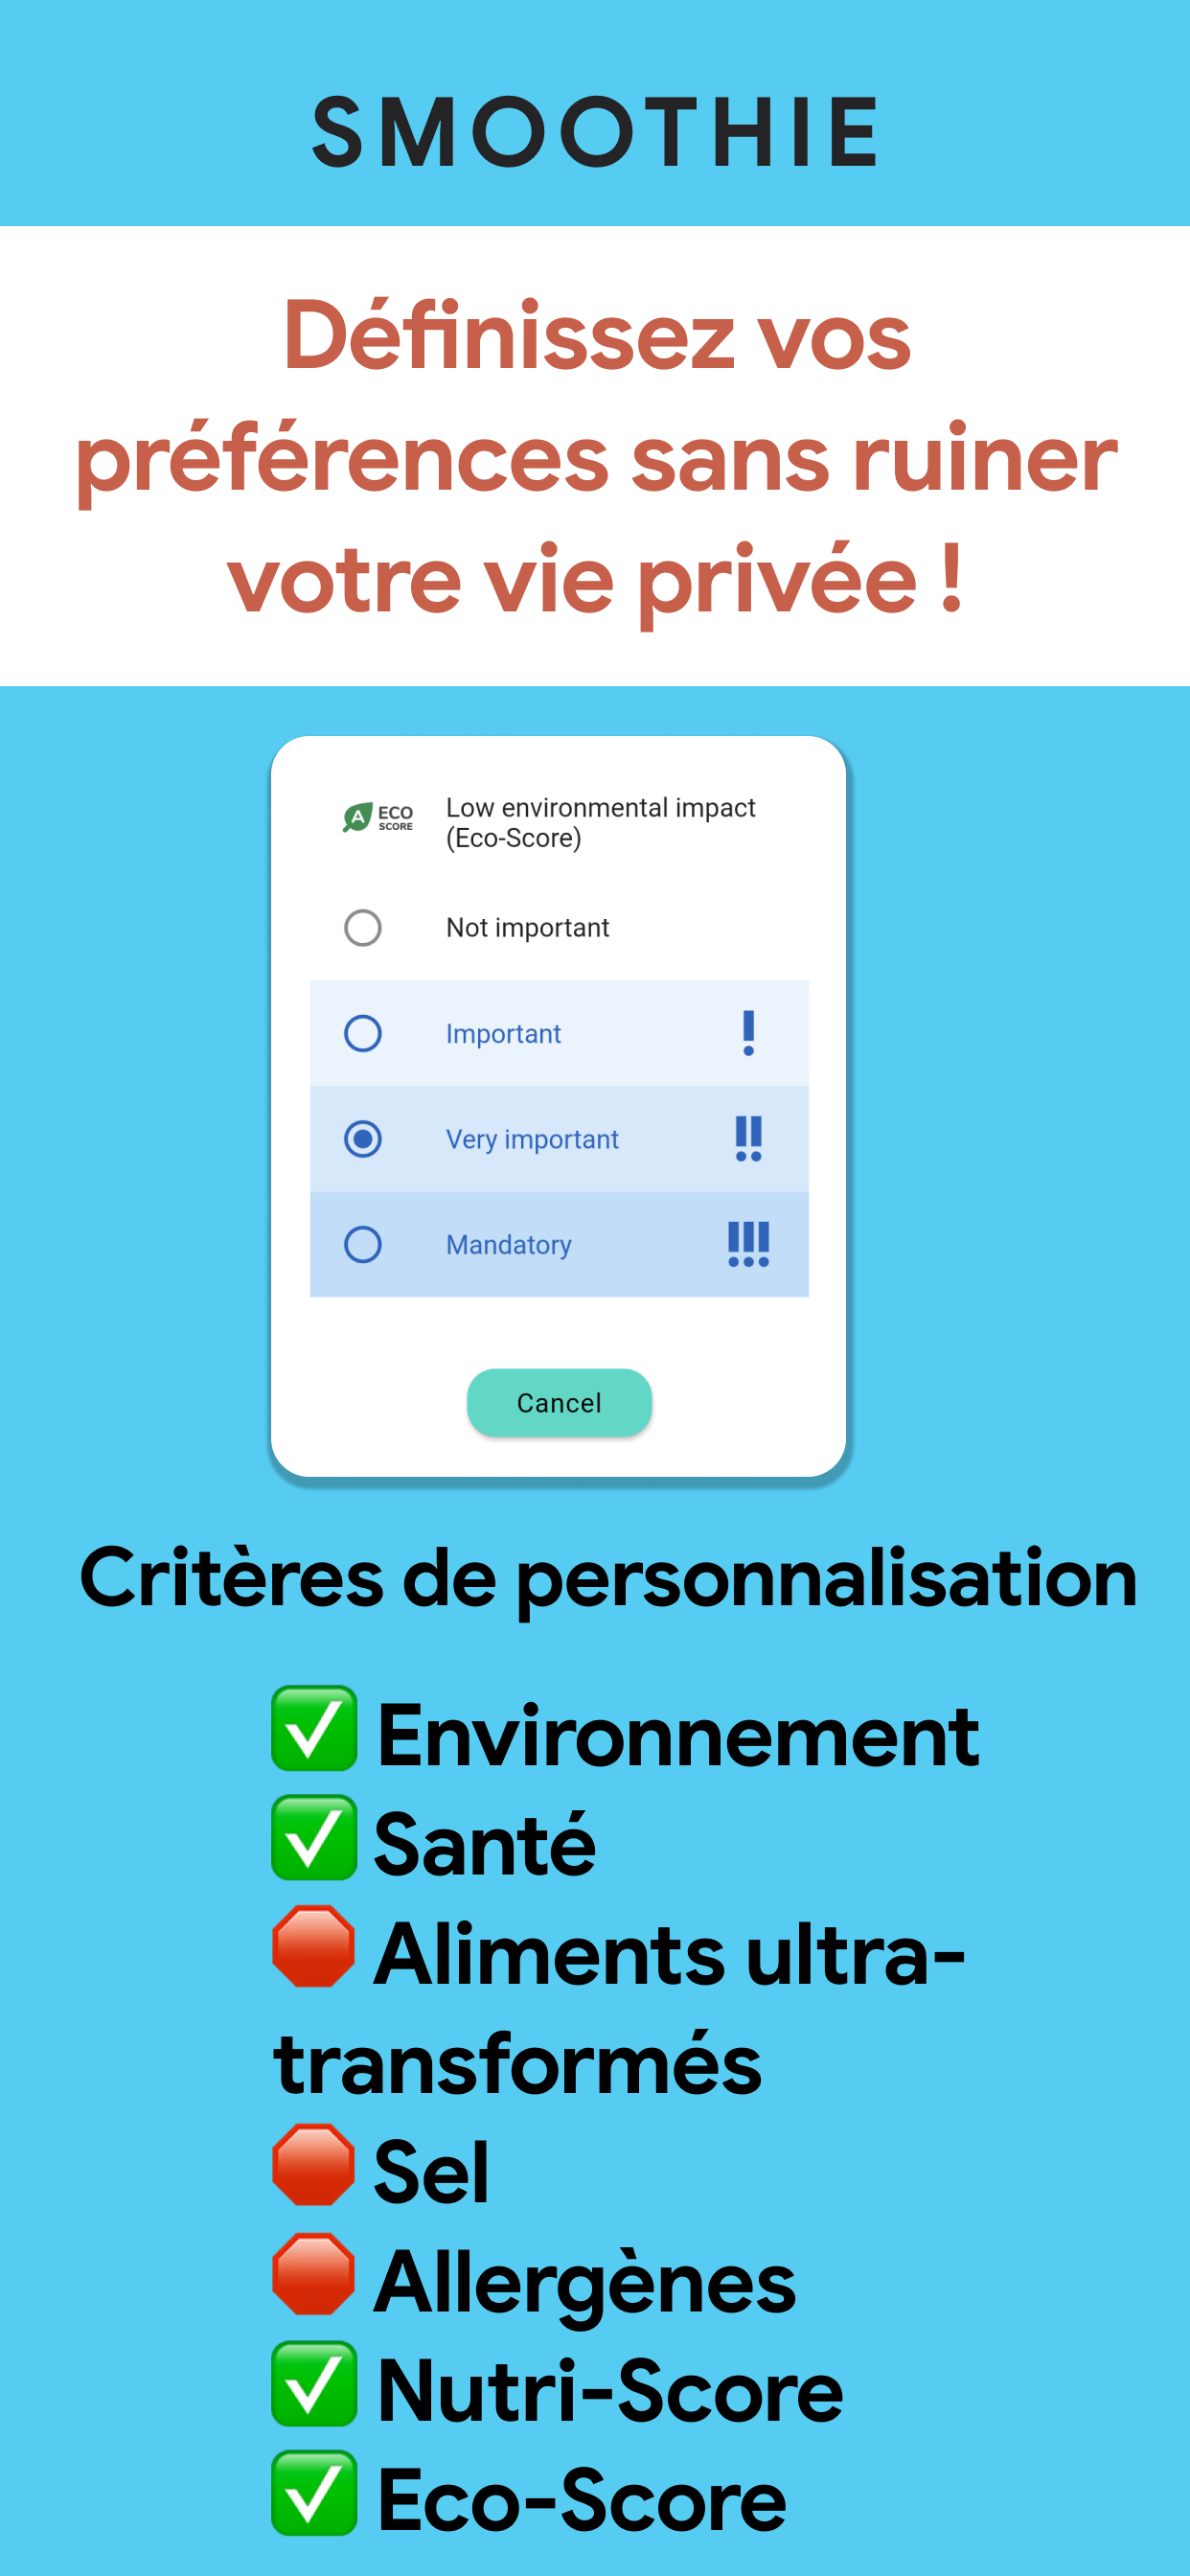 SMOOTHIE
Définissez vos
préférences sans ruiner
votre vie privée !
A ECO
SCORE
Low environmental impact
(Eco-Score)
Not important
Important
Very important
Mandatory
Cancel
Critères de personnalisation
✅ Environnement
✅ Santé
🛑 Aliments ultra-
transformés
🛑 Sel
🛑 Allergènes
✅ Nutri-Score
✅ Eco-Score